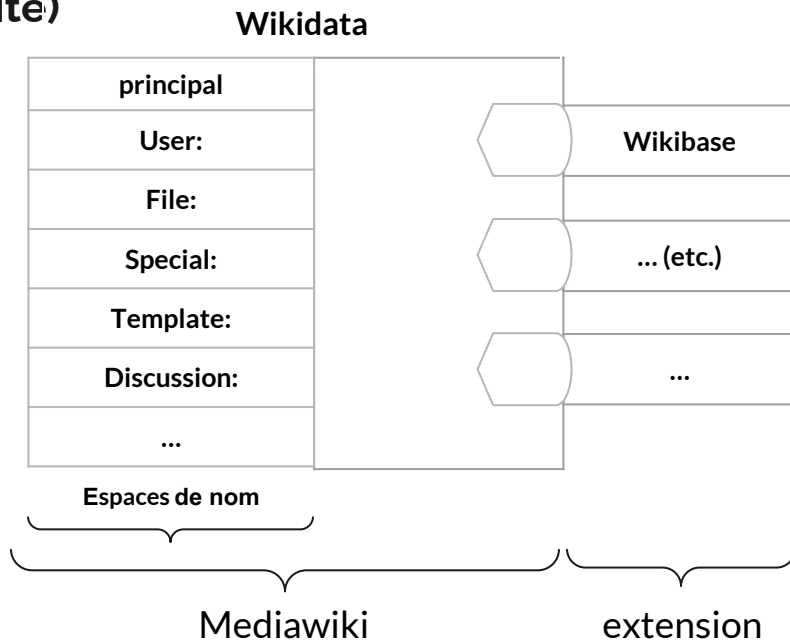 Wikidata
principal
User:
File:
Special:
Template:
Discussion:
...
Wikibase
... (etc.)
...
Espaces de nom
Mediawiki
extension